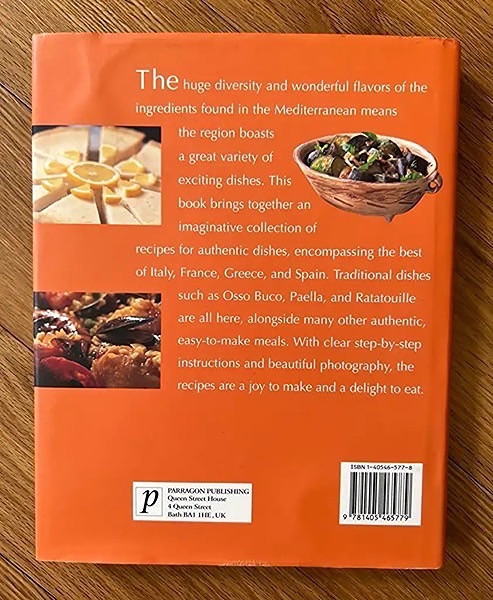 The huge diversity and wonderful flavors of the
ingredients found in the Mediterranean means
the region boasts
a great variety of
exciting dishes. This
book brings together an
imaginative collection of
recipes for authentic dishes, encompassing the best
of Italy, France, Greece, and Spain. Traditional dishes
such as Osso Buco, Paella, and Ratatouille
are all here, alongside many other authentic,
easy-to-make meals. With clear step-by-step
instructions and beautiful photography, the
recipes are a joy to make and a delight to eat.
ISBN 1-40546-577-8
9 781405 465779
p
PARRAGON PUBLISHING
Queen Street House
4 Queen Street
Bath BA1 1HE, UK